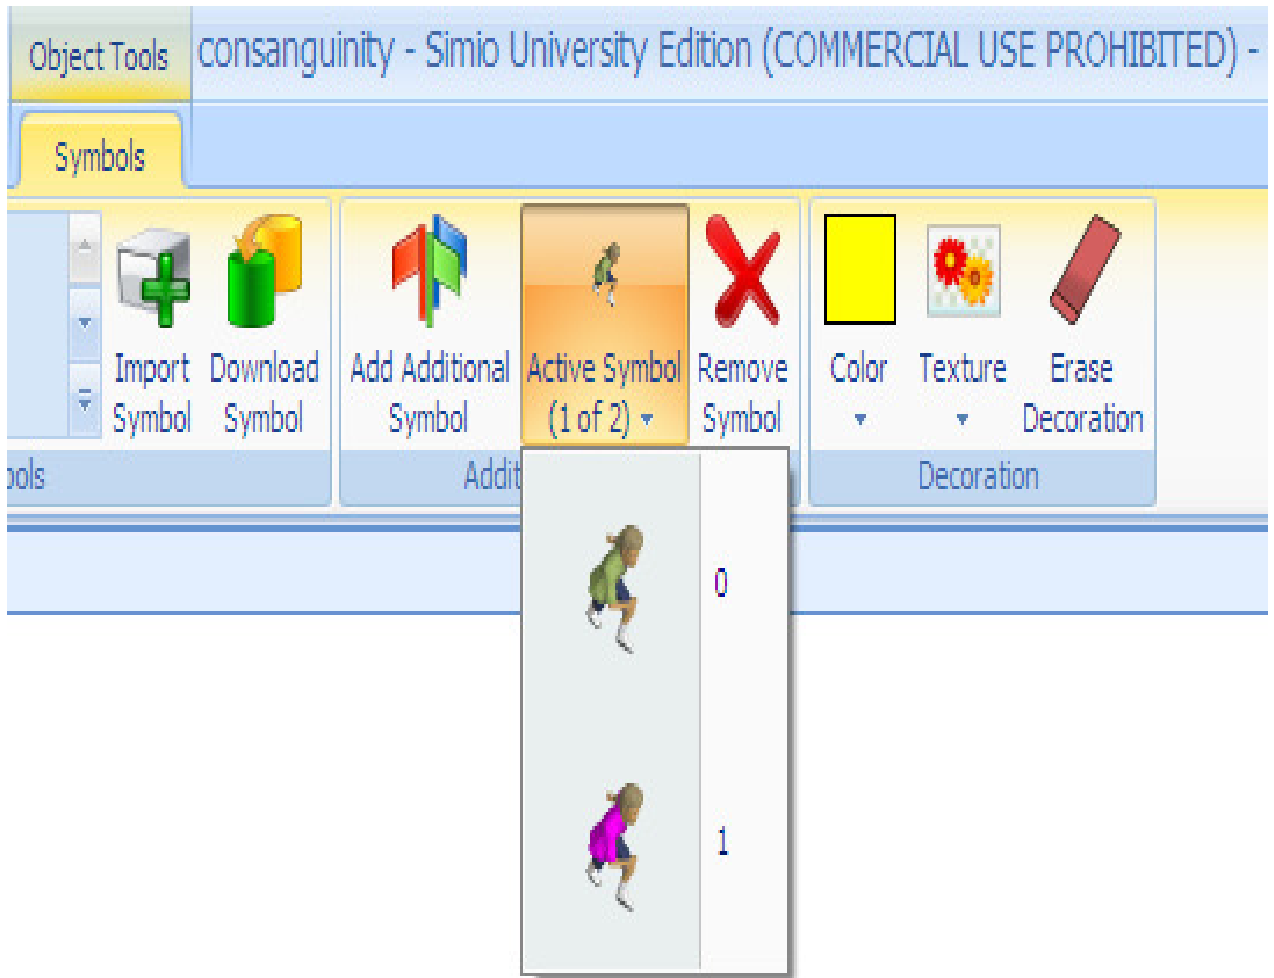 Object Tools
consanguinity - Simio University Edition (COMMERCIAL USE PROHIBITED) -
Symbols
Import
Symbol
Download
Symbol
Add Additional
Symbol
Active Symbol
(1 of 2)
Remove
Symbol
Color
Texture
Erase
Decoration
ools
Addit
Decoration
0
1